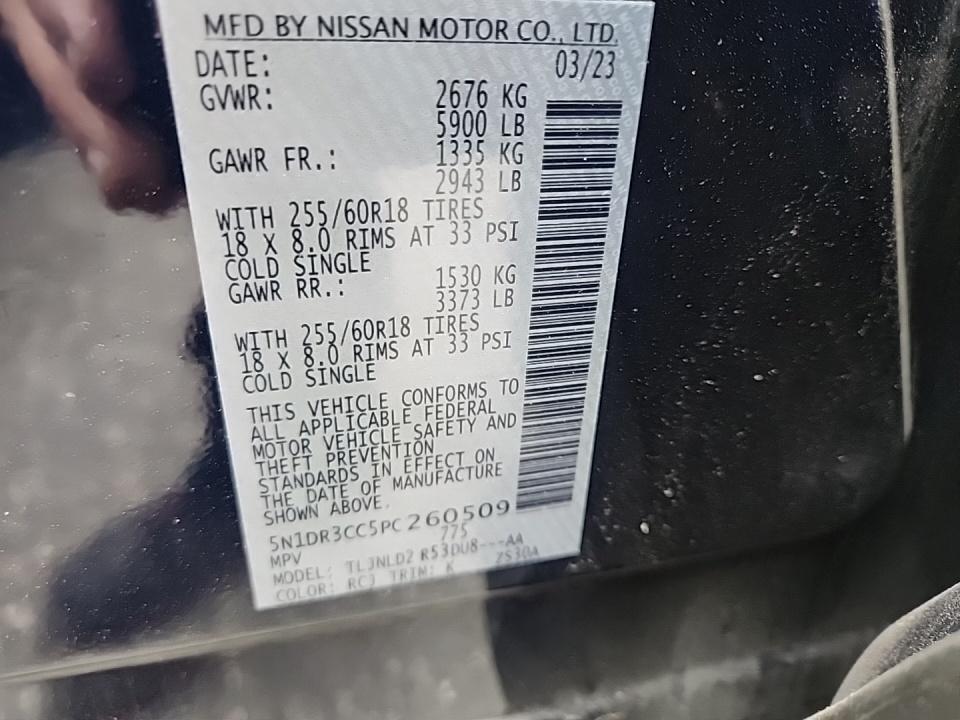 MFD BY NISSAN MOTOR CO., LTD.
DATE: 03/23
GVWR: 2676 KG
5900 LB
GAWR FR.: 1335 KG
2943 LB
WITH 255/60R18 TIRES
18 X 8.0 RIMS AT 33 PSI
COLD SINGLE
GAWR RR.: 1530 KG
3373 LB
WITH 255/60R18 TIRES
18 X 8.0 RIMS AT 33 PSI
COLD SINGLE
THIS VEHICLE CONFORMS TO
ALL APPLICABLE FEDERAL
MOTOR VEHICLE SAFETY AND
THEFT PREVENTION
STANDARDS IN EFFECT ON
THE DATE OF MANUFACTURE
SHOWN ABOVE.
5N1DR3CC5PC260509
MPV 775
MODEL: TLJNLD2 R53DU8---AA
COLOR: RCJ TRIM: K ZS30A